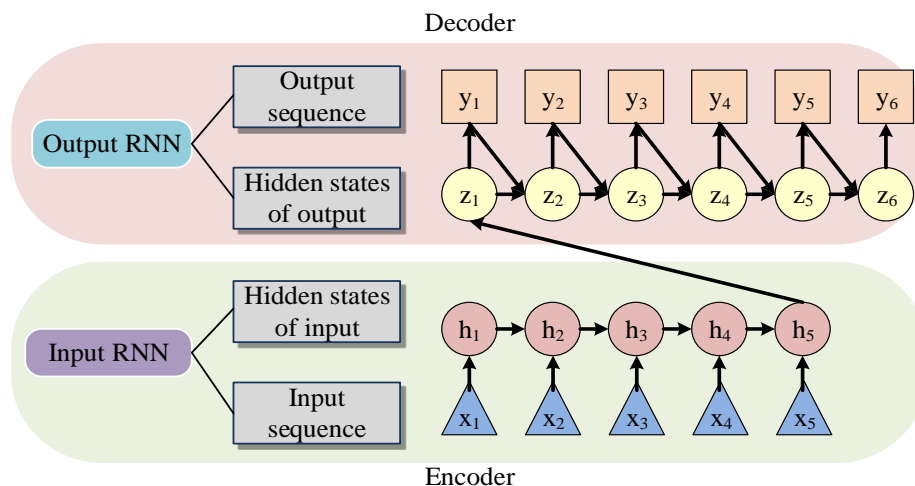 Decoder
Output RNN
Output
sequence
Hidden states
of output
y1 y2 y3 y4 y5 y6
z1 z2 z3 z4 z5 z6
Input RNN
Hidden states
of input
Input
sequence
h1 h2 h3 h4 h5
x1 x2 x3 x4 x5
Encoder